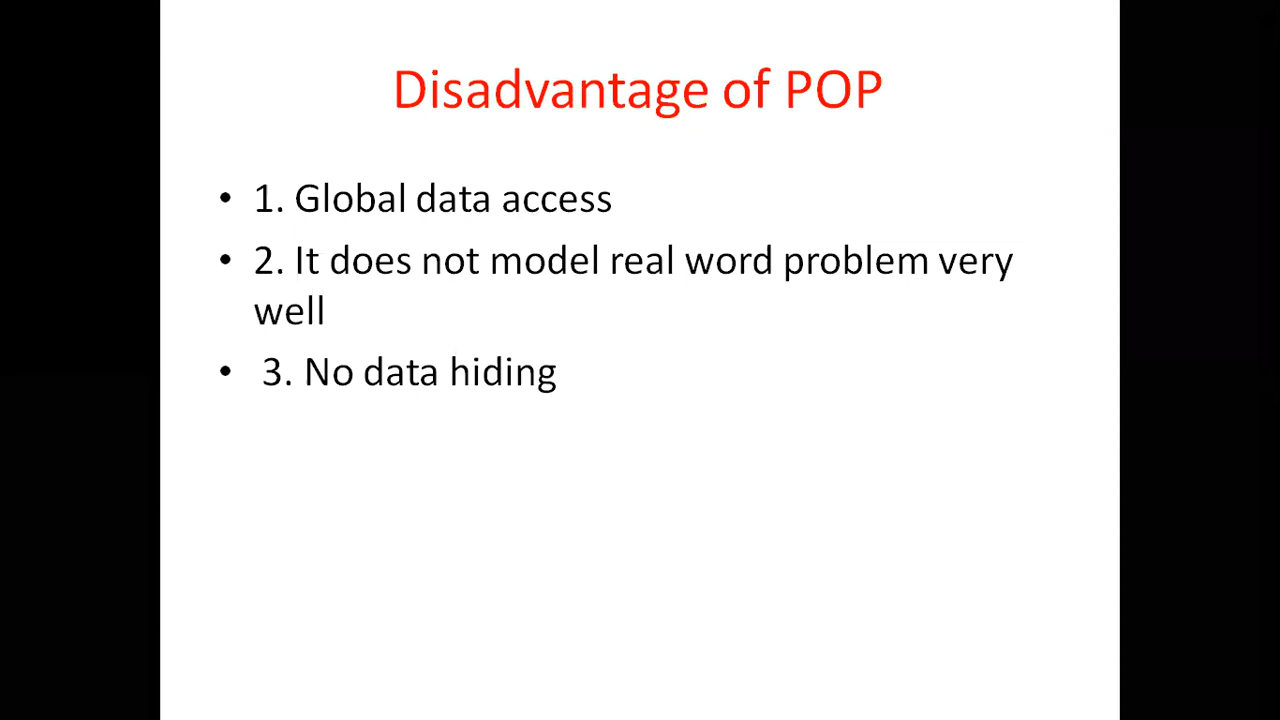 Disadvantage of POP
• 1. Global data access
• 2. It does not model real word problem very
well
• 3. No data hiding